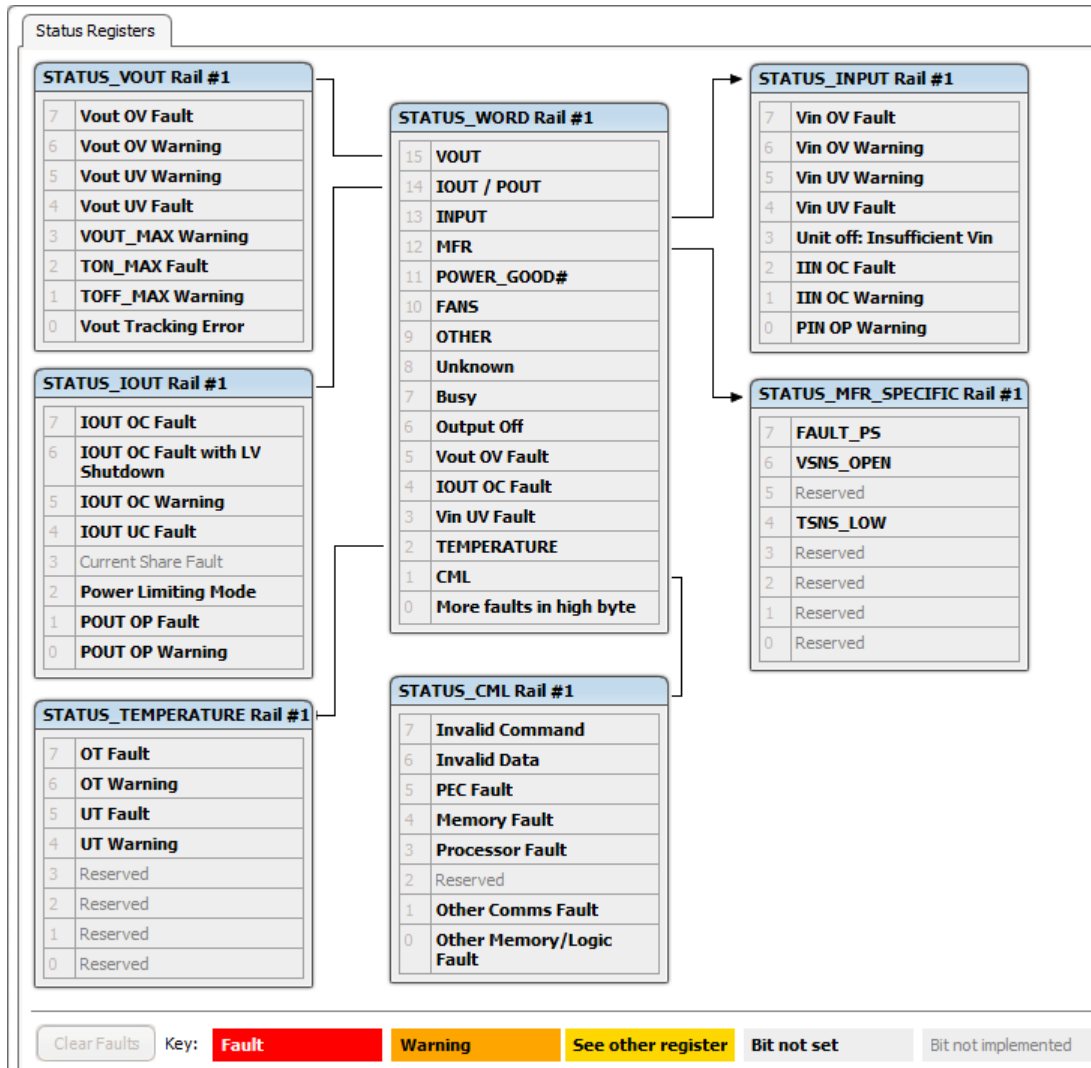 Status Registers
STATUS_VOUT Rail #1
7 Vout OV Fault
6 Vout OV Warning
5 Vout UV Warning
4 Vout UV Fault
3 VOUT_MAX Warning
2 TON_MAX Fault
1 TOFF_MAX Warning
0 Vout Tracking Error
STATUS_IOUT Rail #1
7 IOUT OC Fault
6 IOUT OC Fault with LV
Shutdown
5 IOUT OC Warning
4 IOUT UC Fault
3 Current Share Fault
2 Power Limiting Mode
1 POUT OP Fault
0 POUT OP Warning
STATUS_TEMPERATURE Rail #1
7 OT Fault
6 OT Warning
5 UT Fault
4 UT Warning
3 Reserved
2 Reserved
1 Reserved
0 Reserved
STATUS_WORD Rail #1
15 VOUT
14 IOUT / POUT
13 INPUT
12 MFR
11 POWER_GOOD#
10 FANS
9 OTHER
8 Unknown
7 Busy
6 Output Off
5 Vout OV Fault
4 IOUT OC Fault
3 Vin UV Fault
2 TEMPERATURE
1 CML
0 More faults in high byte
STATUS_CML Rail #1
7 Invalid Command
6 Invalid Data
5 PEC Fault
4 Memory Fault
3 Processor Fault
2 Reserved
1 Other Comms Fault
0 Other Memory/Logic
Fault
STATUS_INPUT Rail #1
7 Vin OV Fault
6 Vin OV Warning
5 Vin UV Warning
4 Vin UV Fault
3 Unit off: Insufficient Vin
2 IIN OC Fault
1 IIN OC Warning
0 PIN OP Warning
STATUS_MFR_SPECIFIC Rail #1
7 FAULT_PS
6 VSNS_OPEN
5 Reserved
4 TSNS_LOW
3 Reserved
2 Reserved
1 Reserved
0 Reserved
Clear Faults Key: Fault Warning See other register Bit not set Bit not implemented